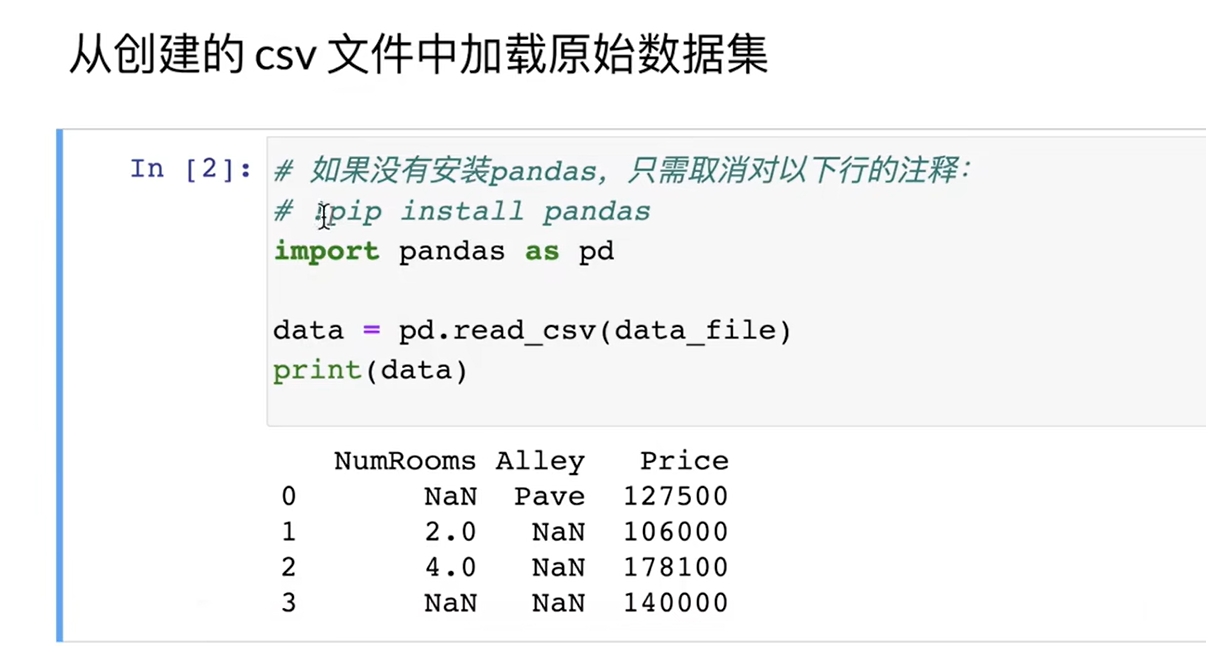 从创建的 csv 文件中加载原始数据集
In [2]:
# 如果没有安装pandas，只需取消对以下行的注释：
# !pip install pandas
import pandas as pd
data = pd.read_csv(data_file)
print(data)
NumRooms Alley Price
0 NaN Pave 127500
1 2.0 NaN 106000
2 4.0 NaN 178100
3 NaN NaN 140000